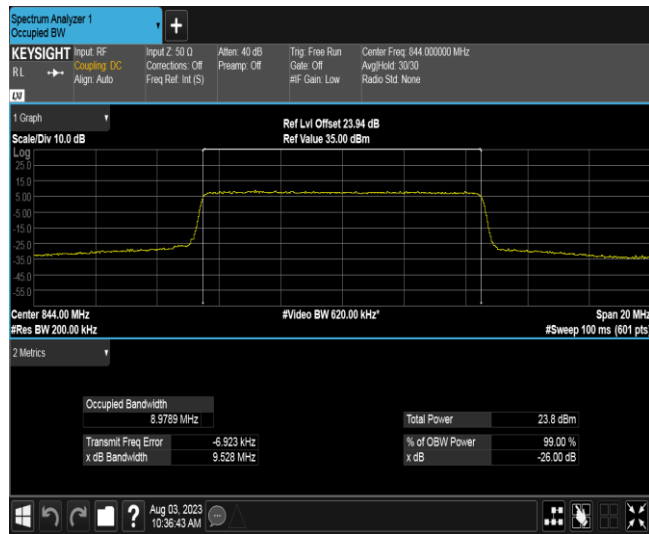 Spectrum Analyzer 1
Occupied BW
+
KEYSIGHT Input: RF Input Z: 50 Ω Atten: 40 dB Trig: Free Run Center Freq: 844.000000 MHz
RL Coupling: DC Corrections: Off Preamp: Off Gate: Off Avg|Hold: 30/30
Align: Auto Freq Ref: Int (S) #IF Gain: Low Radio Std: None
LXI
1 Graph Ref Lvl Offset 23.94 dB
Scale/Div 10.0 dB Ref Value 35.00 dBm
Log
25.0
15.0
5.00
-5.00
-15.0
-25.0
-35.0
-45.0
-55.0
Center 844.00 MHz #Video BW 620.00 kHz* Span 20 MHz
#Res BW 200.00 kHz #Sweep 100 ms (601 pts)
2 Metrics
Occupied Bandwidth
8.9789 MHz Total Power 23.8 dBm
Transmit Freq Error -6.923 kHz % of OBW Power 99.00 %
x dB Bandwidth 9.528 MHz x dB -26.00 dB
? Aug 03, 2023
10:36:43 AM